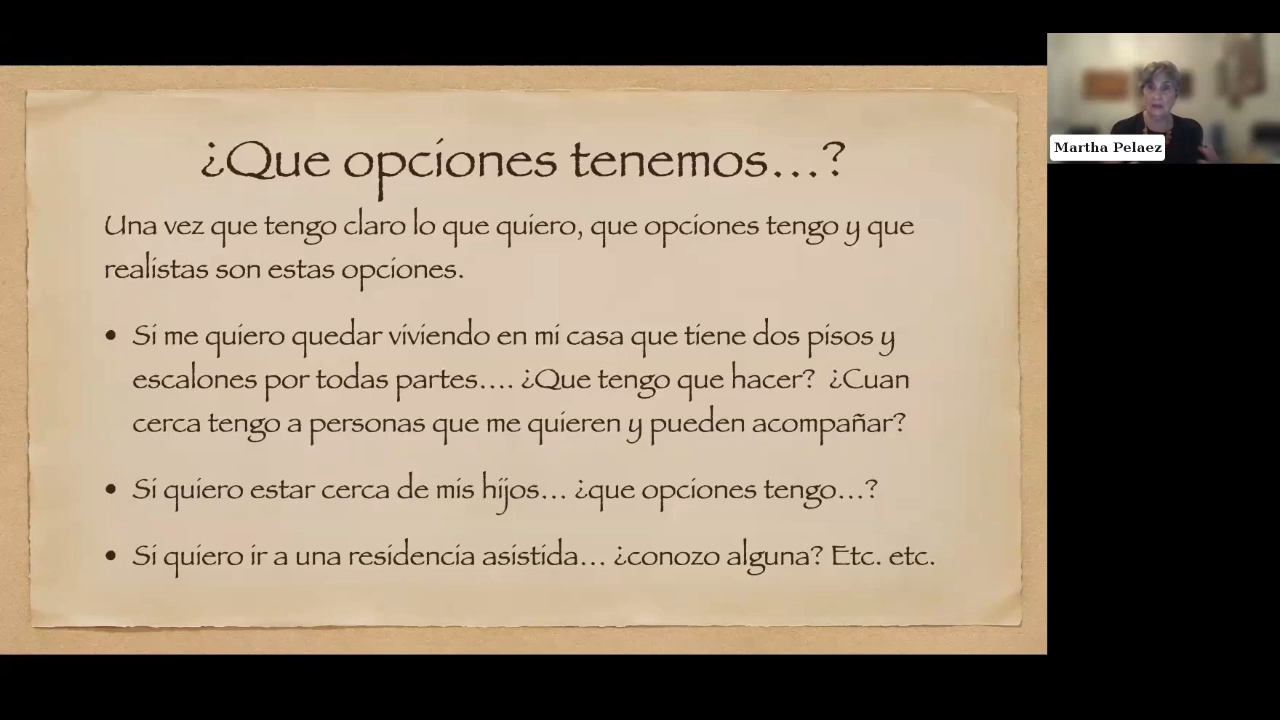 ¿Que opciones tenemos...?
Una vez que tengo claro lo que quiero, que opciones tengo y que
realistas son estas opciones.
• Si me quiero quedar viviendo en mi casa que tiene dos pisos y
escalones por todas partes.... ¿Que tengo que hacer? ¿Cuan
cerca tengo a personas que me quieren y pueden acompañar?
• Si quiero estar cerca de mis hijos... ¿que opciones tengo...?
• Si quiero ir a una residencia asistida... ¿conozo alguna? Etc. etc.
Martha Pelaez